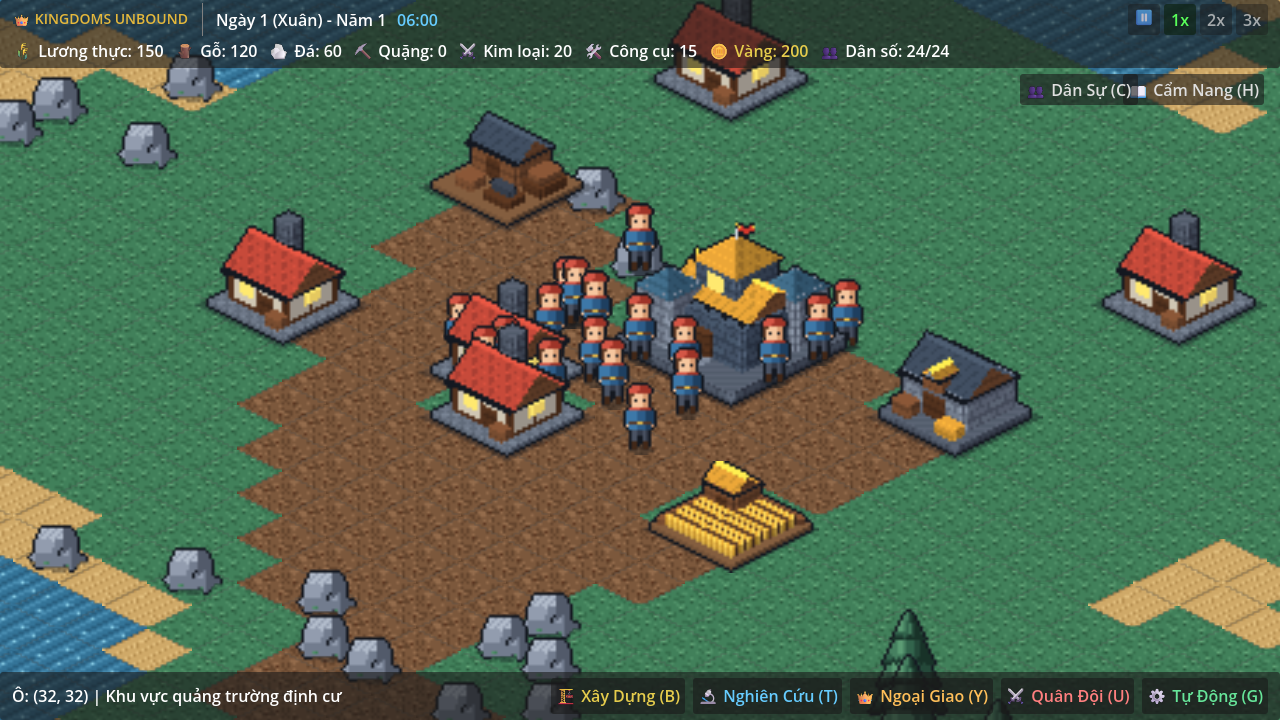 KINGDOMS UNBOUND Ngày 1 (Xuân) - Năm 1 06:00 1x 2x 3x
Lương thực: 150 Gỗ: 120 Đá: 60 Quặng: 0 Kim loại: 20 Công cụ: 15 Vàng: 200 Dân số: 24/24
Dân Sự (C) Cẩm Nang (H)
Ô: (32, 32) | Khu vực quảng trường định cư Xây Dựng (B) Nghiên Cứu (T) Ngoại Giao (Y) Quân Đội (U) Tự Động (G)